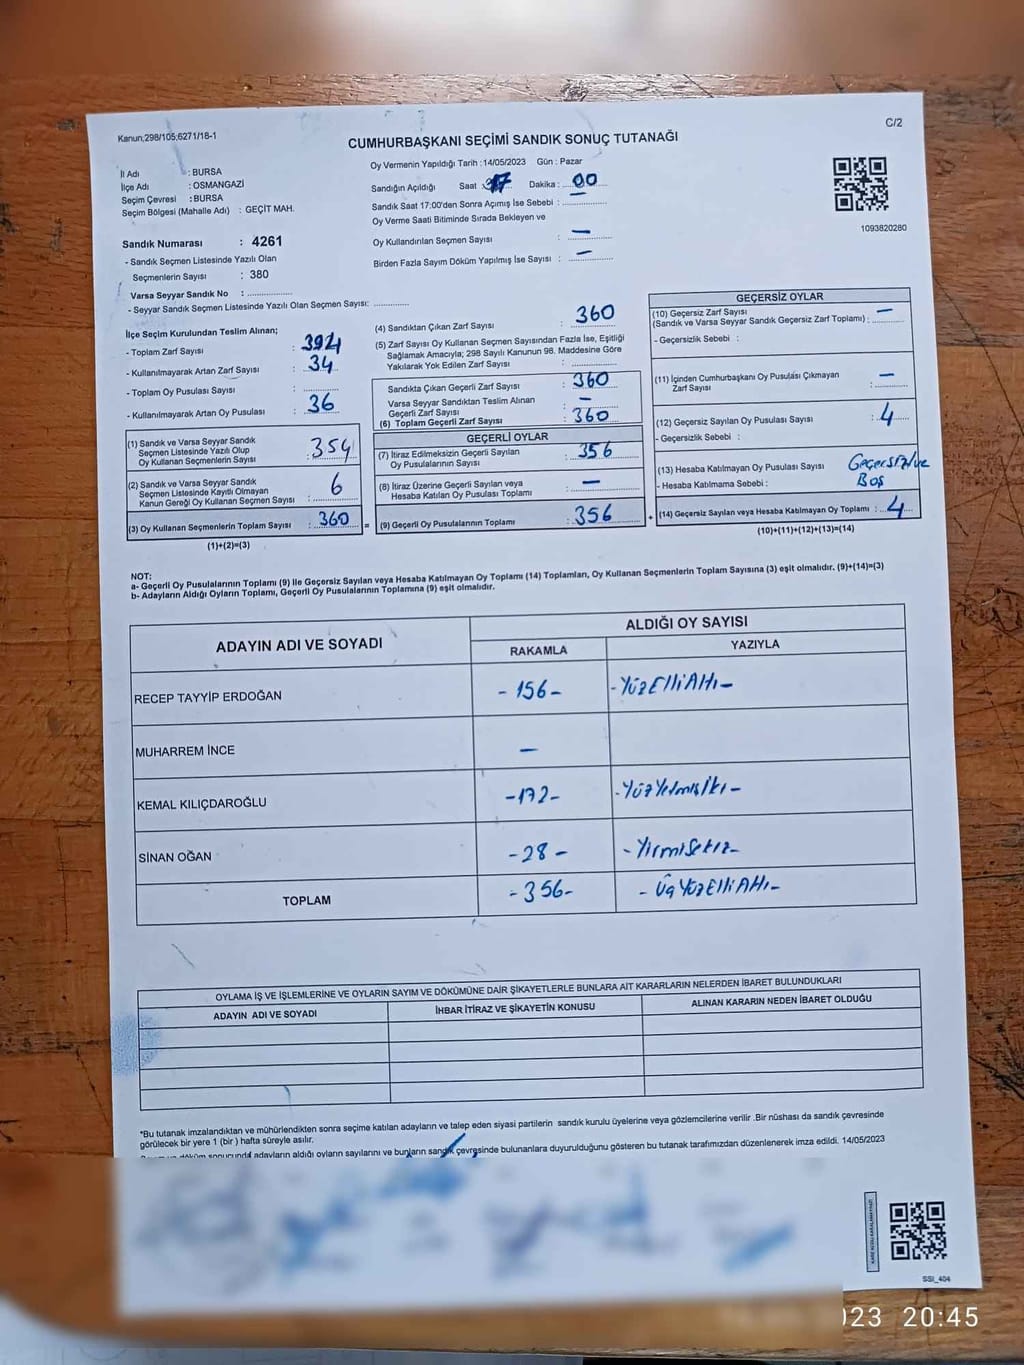 Kanun;298/105,6271/18-1
C/2
CUMHURBAŞKANI SEÇİMİ SANDIK SONUÇ TUTANAĞI
İl Adı : BURSA
İlçe Adı : OSMANGAZİ
Seçim Çevresi : BURSA
Seçim Bölgesi (Mahalle Adı) : GEÇİT MAH.
Oy Vermenin Yapıldığı Tarih :14/05/2023 Gün : Pazar
Sandığın Açıldığı Saat 17 Dakika : 00
Sandık Saat 17:00'den Sonra Açımış İse Sebebi :
Oy Verme Saati Bitiminde Sırada Bekleyen ve
Oy Kullandırılan Seçmen Sayısı : —
Birden Fazla Sayım Döküm Yapılmış İse Sayısı : —
1093820280
Sandık Numarası : 4261
- Sandık Seçmen Listesinde Yazılı Olan
Seçmenlerin Sayısı : 380
Varsa Seyyar Sandık No :
- Seyyar Sandık Seçmen Listesinde Yazılı Olan Seçmen Sayısı:
İlçe Seçim Kurulundan Teslim Alınan;
- Toplam Zarf Sayısı : 394
- Kullanılmayarak Artan Zarf Sayısı : 34
- Toplam Oy Pusulası Sayısı :
- Kullanılmayarak Artan Oy Pusulası : 36
(1) Sandık ve Varsa Seyyar Sandık
Seçmen Listesinde Yazılı Olup
Oy Kullanan Seçmenlerin Sayısı : 354
(2) Sandık ve Varsa Seyyar Sandık
Seçmen Listesinde Kayıtlı Olmayan
Kanun Gereği Oy Kullanan Seçmen Sayısı : 6
(3) Oy Kullanan Seçmenlerin Toplam Sayısı : 360 =
(1)+(2)=(3)
(4) Sandıktan Çıkan Zarf Sayısı : 360
(5) Zarf Sayısı Oy Kullanan Seçmen Sayısından Fazla İse, Eşitliği
Sağlamak Amacıyla; 298 Sayılı Kanunun 98. Maddesine Göre
Yakılarak Yok Edilen Zarf Sayısı :
Sandıkta Çıkan Geçerli Zarf Sayısı : 360
Varsa Seyyar Sandıktan Teslim Alınan
Geçerli Zarf Sayısı : —
(6) Toplam Geçerli Zarf Sayısı : 360
GEÇERLİ OYLAR
(7) İtiraz Edilmeksizin Geçerli Sayılan
Oy Pusulalarının Sayısı : 356
(8) İtiraz Üzerine Geçerli Sayılan veya
Hesaba Katılan Oy Pusulası Toplamı : —
(9) Geçerli Oy Pusulalarının Toplamı : 356 +
GEÇERSİZ OYLAR
(10) Geçersiz Zarf Sayısı
(Sandık ve Varsa Seyyar Sandık Geçersiz Zarf Toplamı) : —
- Geçersizlik Sebebi :
(11) İçinden Cumhurbaşkanı Oy Pusulası Çıkmayan
Zarf Sayısı : —
(12) Geçersiz Sayılan Oy Pusulası Sayısı : 4
- Geçersizlik Sebebi :
(13) Hesaba Katılmayan Oy Pusulası Sayısı
- Hesaba Katılmama Sebebi :
Geçersiz ve
Boş
(14) Geçersiz Sayılan veya Hesaba Katılmayan Oy Toplamı : 4
(10)+(11)+(12)+(13)=(14)
NOT:
a- Geçerli Oy Pusulalarının Toplamı (9) İle Geçersiz Sayılan veya Hesaba Katılmayan Oy Toplamı (14) Toplamları, Oy Kullanan Seçmenlerin Toplam Sayısına (3) eşit olmalıdır. (9)+(14)=(3)
b- Adayların Aldığı Oyların Toplamı, Geçerli Oy Pusulalarının Toplamına (9) eşit olmalıdır.
ADAYIN ADI VE SOYADI
ALDIĞI OY SAYISI
RAKAMLA YAZIYLA
RECEP TAYYİP ERDOĞAN -156- -YüzElliAltı-
MUHARREM İNCE —
KEMAL KILIÇDAROĞLU -172- -YüzYetmişİki-
SİNAN OĞAN -28- -YirmiSekiz-
TOPLAM -356- -ÜçYüzElliAltı-
OYLAMA İŞ VE İŞLEMLERİNE VE OYLARIN SAYIM VE DÖKÜMÜNE DAİR ŞİKAYETLERLE BUNLARA AİT KARARLARIN NELERDEN İBARET BULUNDUKLARI
ADAYIN ADI VE SOYADI İHBAR İTİRAZ VE ŞİKAYETİN KONUSU ALINAN KARARIN NEDEN İBARET OLDUĞU
*Bu tutanak imzalandıktan ve mühürlendikten sonra seçime katılan adayların ve talep eden siyasi partilerin sandık kurulu üyelerine veya gözlemcilerine verilir .Bir nüshası da sandık çevresinde
görülecek bir yere 1 (bir ) hafta süreyle asılır.
döküm sonucunda adayların aldığı oyların sayılarını ve bunların sandık çevresinde bulunanlara duyurulduğunu gösteren bu tutanak tarafımızdan düzenlenerek imza edildi. 14/05/2023
SSI_404
023 20:45